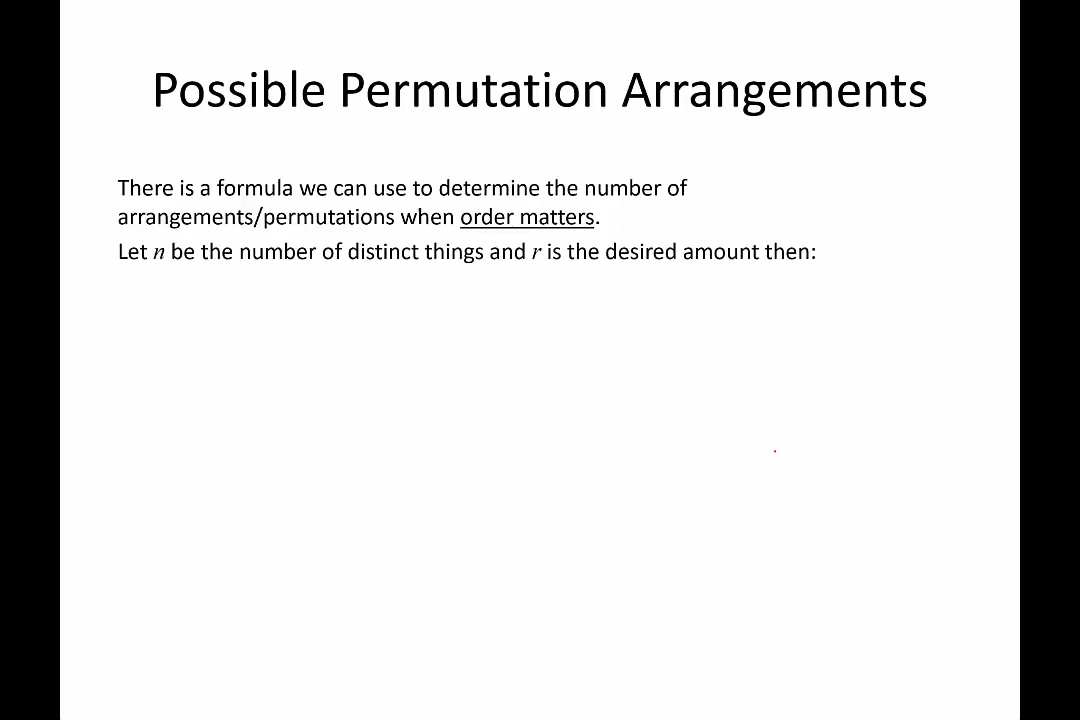 Possible Permutation Arrangements
There is a formula we can use to determine the number of
arrangements/permutations when order matters.
Let n be the number of distinct things and r is the desired amount then: